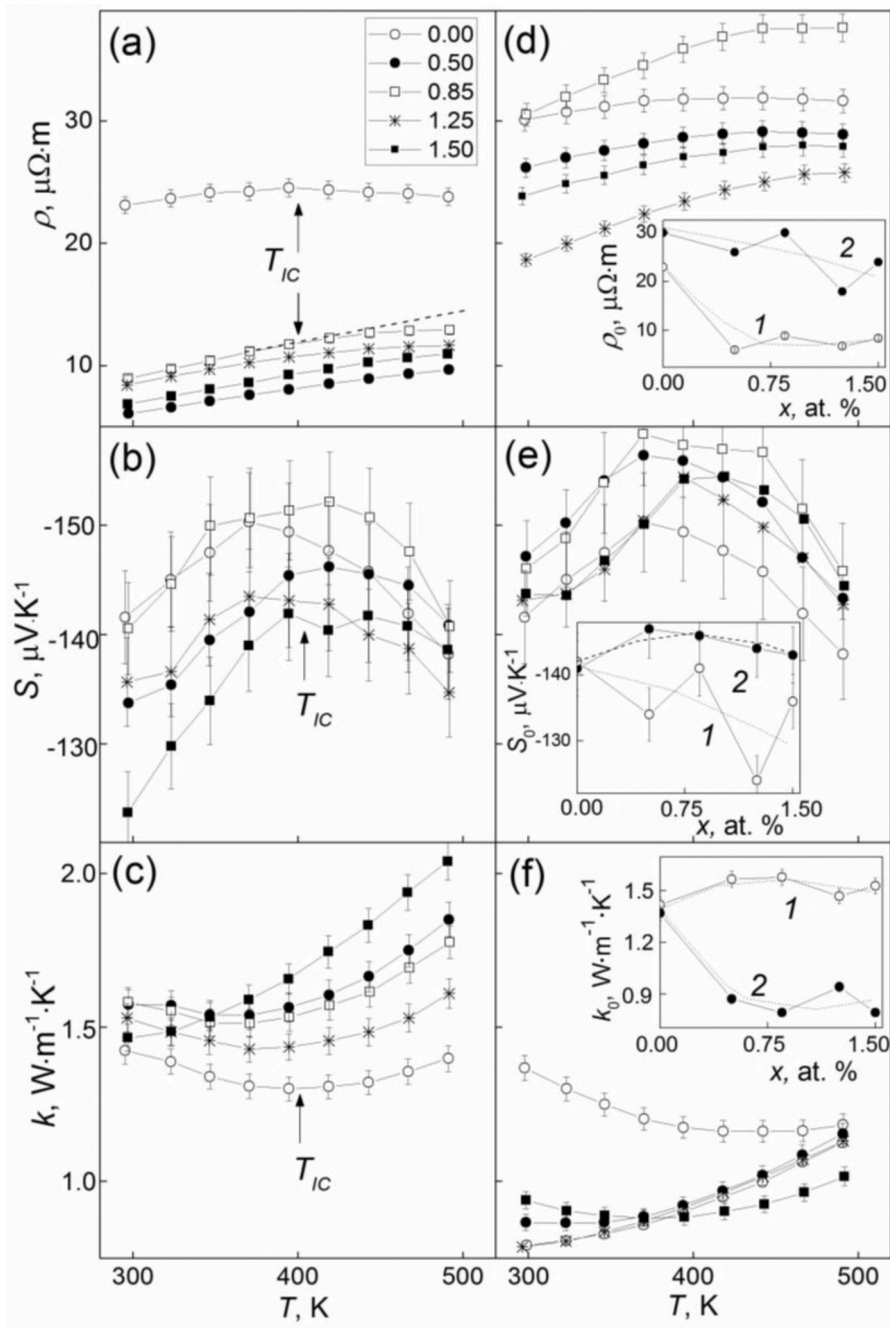 (a)
0.00
0.50
0.85
1.25
1.50
30
20
10
ρ, μΩ·m
T_IC
(d)
30
20
10
ρ₀, μΩ·m
1
2
0.00 0.75 1.50
x, at. %
(b)
-150
-140
-130
S, μV·K⁻¹
T_IC
(e)
-140
-130
S₀, μV·K⁻¹
1
2
0.00 0.75 1.50
x, at. %
(c)
2.0
1.5
1.0
k, W·m⁻¹·K⁻¹
T_IC
300 400 500
T, K
(f)
1.5
1.2
0.9
k₀, W·m⁻¹·K⁻¹
1
2
0.00 0.75 1.50
x, at. %
300 400 500
T, K